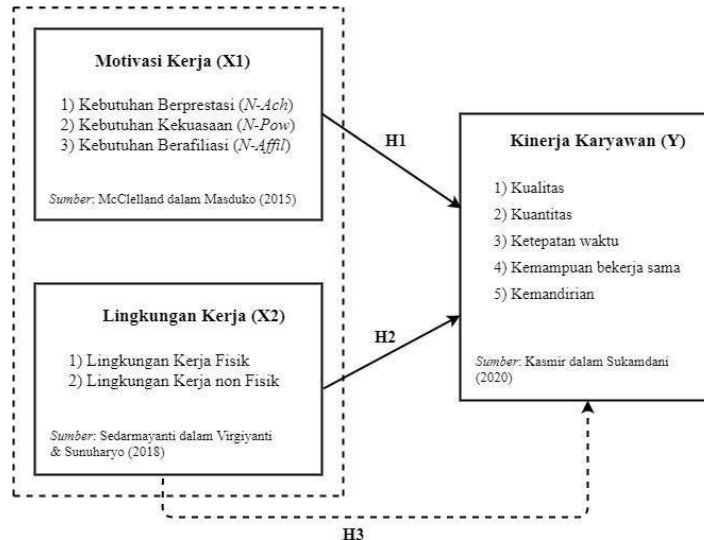 Motivasi Kerja (X1)
1) Kebutuhan Berprestasi (N-Ach)
2) Kebutuhan Kekuasaan (N-Pow)
3) Kebutuhan Berafiliasi (N-Affil)
Sumber: McClelland dalam Masduko (2015)
H1
Kinerja Karyawan (Y)
1) Kualitas
2) Kuantitas
3) Ketepatan waktu
4) Kemampuan bekerja sama
5) Kemandirian
Sumber: Kasmir dalam Sukamdani
(2020)
Lingkungan Kerja (X2)
1) Lingkungan Kerja Fisik
2) Lingkungan Kerja non Fisik
Sumber: Sedarmayanti dalam Virgiyanti
& Sunuharyo (2018)
H2
H3